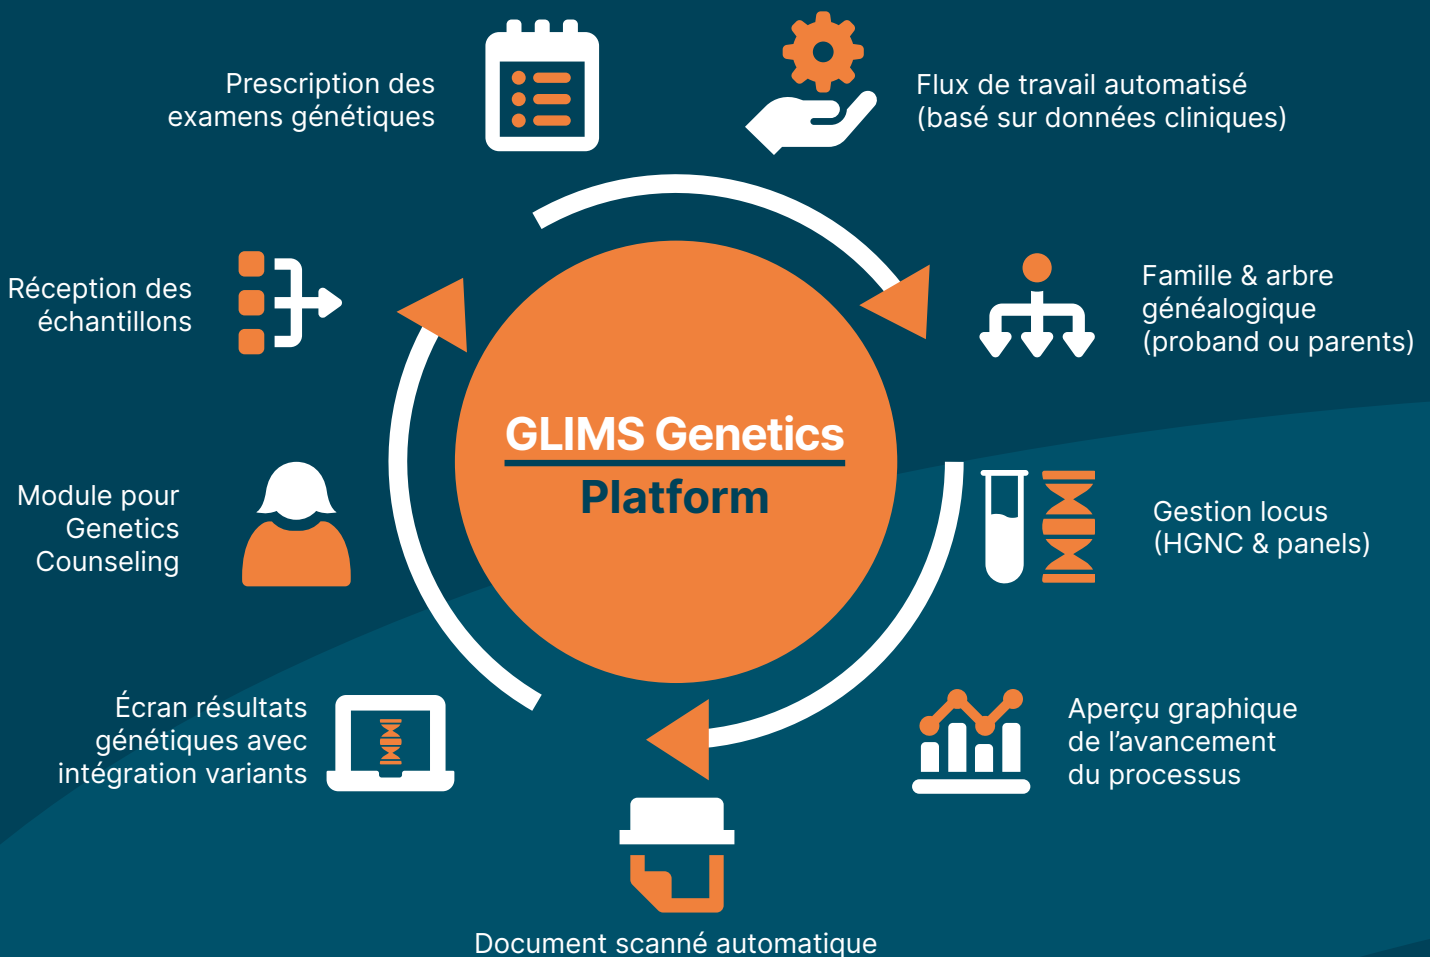 Prescription des
examens génétiques
Flux de travail automatisé
(basé sur données cliniques)
Réception des
échantillons
Famille & arbre
généalogique
(proband ou parents)
GLIMS Genetics
Platform
Module pour
Genetics
Counseling
Gestion locus
(HGNC & panels)
Écran résultats
génétiques avec
intégration variants
Aperçu graphique
de l’avancement
du processus
Document scanné automatique